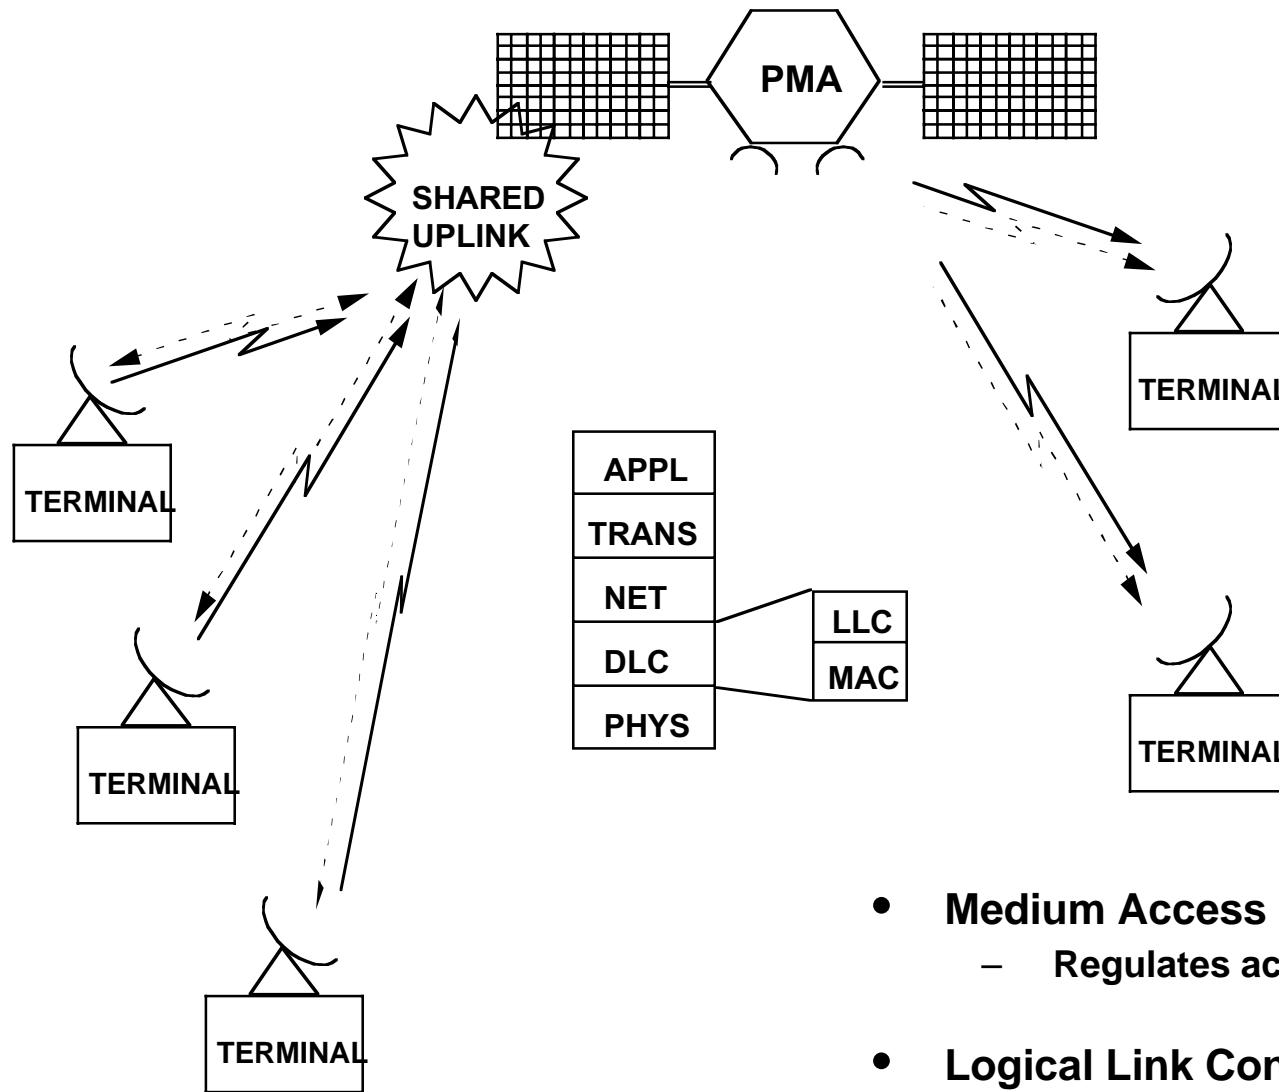 PMA
SHARED
UPLINK
TERMINAL
TERMINAL
TERMINAL
TERMINAL
TERMINAL
APPL
TRANS
NET
DLC
PHYS
LLC
MAC
• Medium Access
– Regulates ac
• Logical Link Con